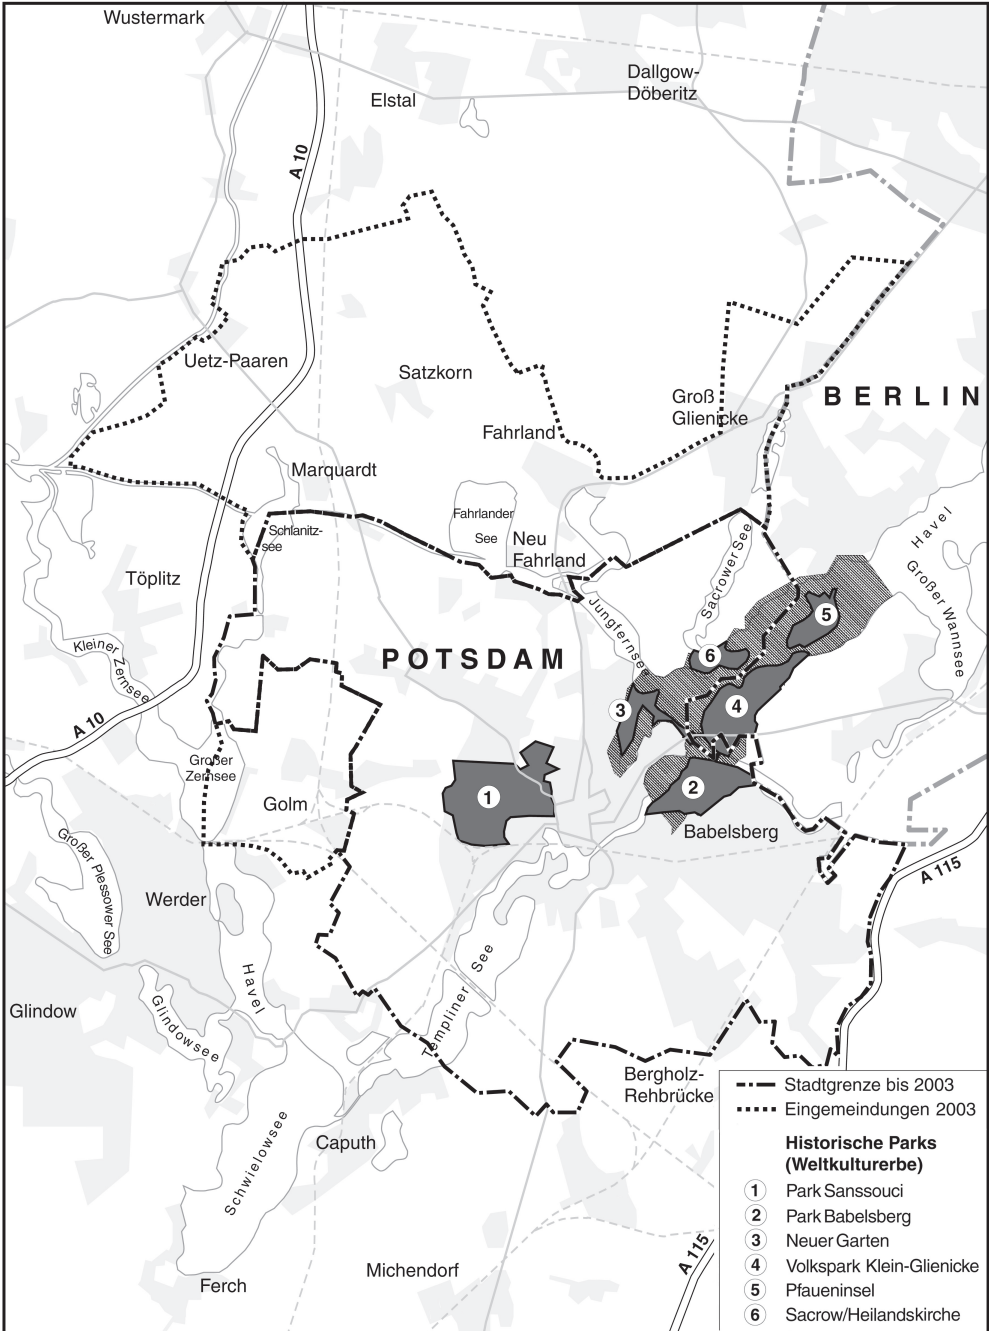 Wustermark
Dallgow-
Döberitz
Elstal
A 10
Uetz-Paaren
Satzkorn
Groß
Glienicke
BERLIN
Fahrland
Marquardt
Fahrlander
See
Schlanitz-
see
Neu
Fahrland
Havel
Töplitz
Sacrower See
Großer Wannsee
Jungfernsee
5
Kleiner Zernsee
POTSDAM
6
3
4
A 10
Großer
Zernsee
2
1
Golm
Babelsberg
Großer Plessower See
A 115
Werder
Templiner See
Havel
Glindow
Glindowsee
Bergholz-
Rehbrücke
Stadtgrenze bis 2003
Eingemeindungen 2003
Caputh
Schwielowsee
Historische Parks
(Weltkulturerbe)
1 Park Sanssouci
2 Park Babelsberg
3 Neuer Garten
A 115
Michendorf
4 Volkspark Klein-Glienicke
Ferch
5 Pfaueninsel
6 Sacrow/Heilandskirche